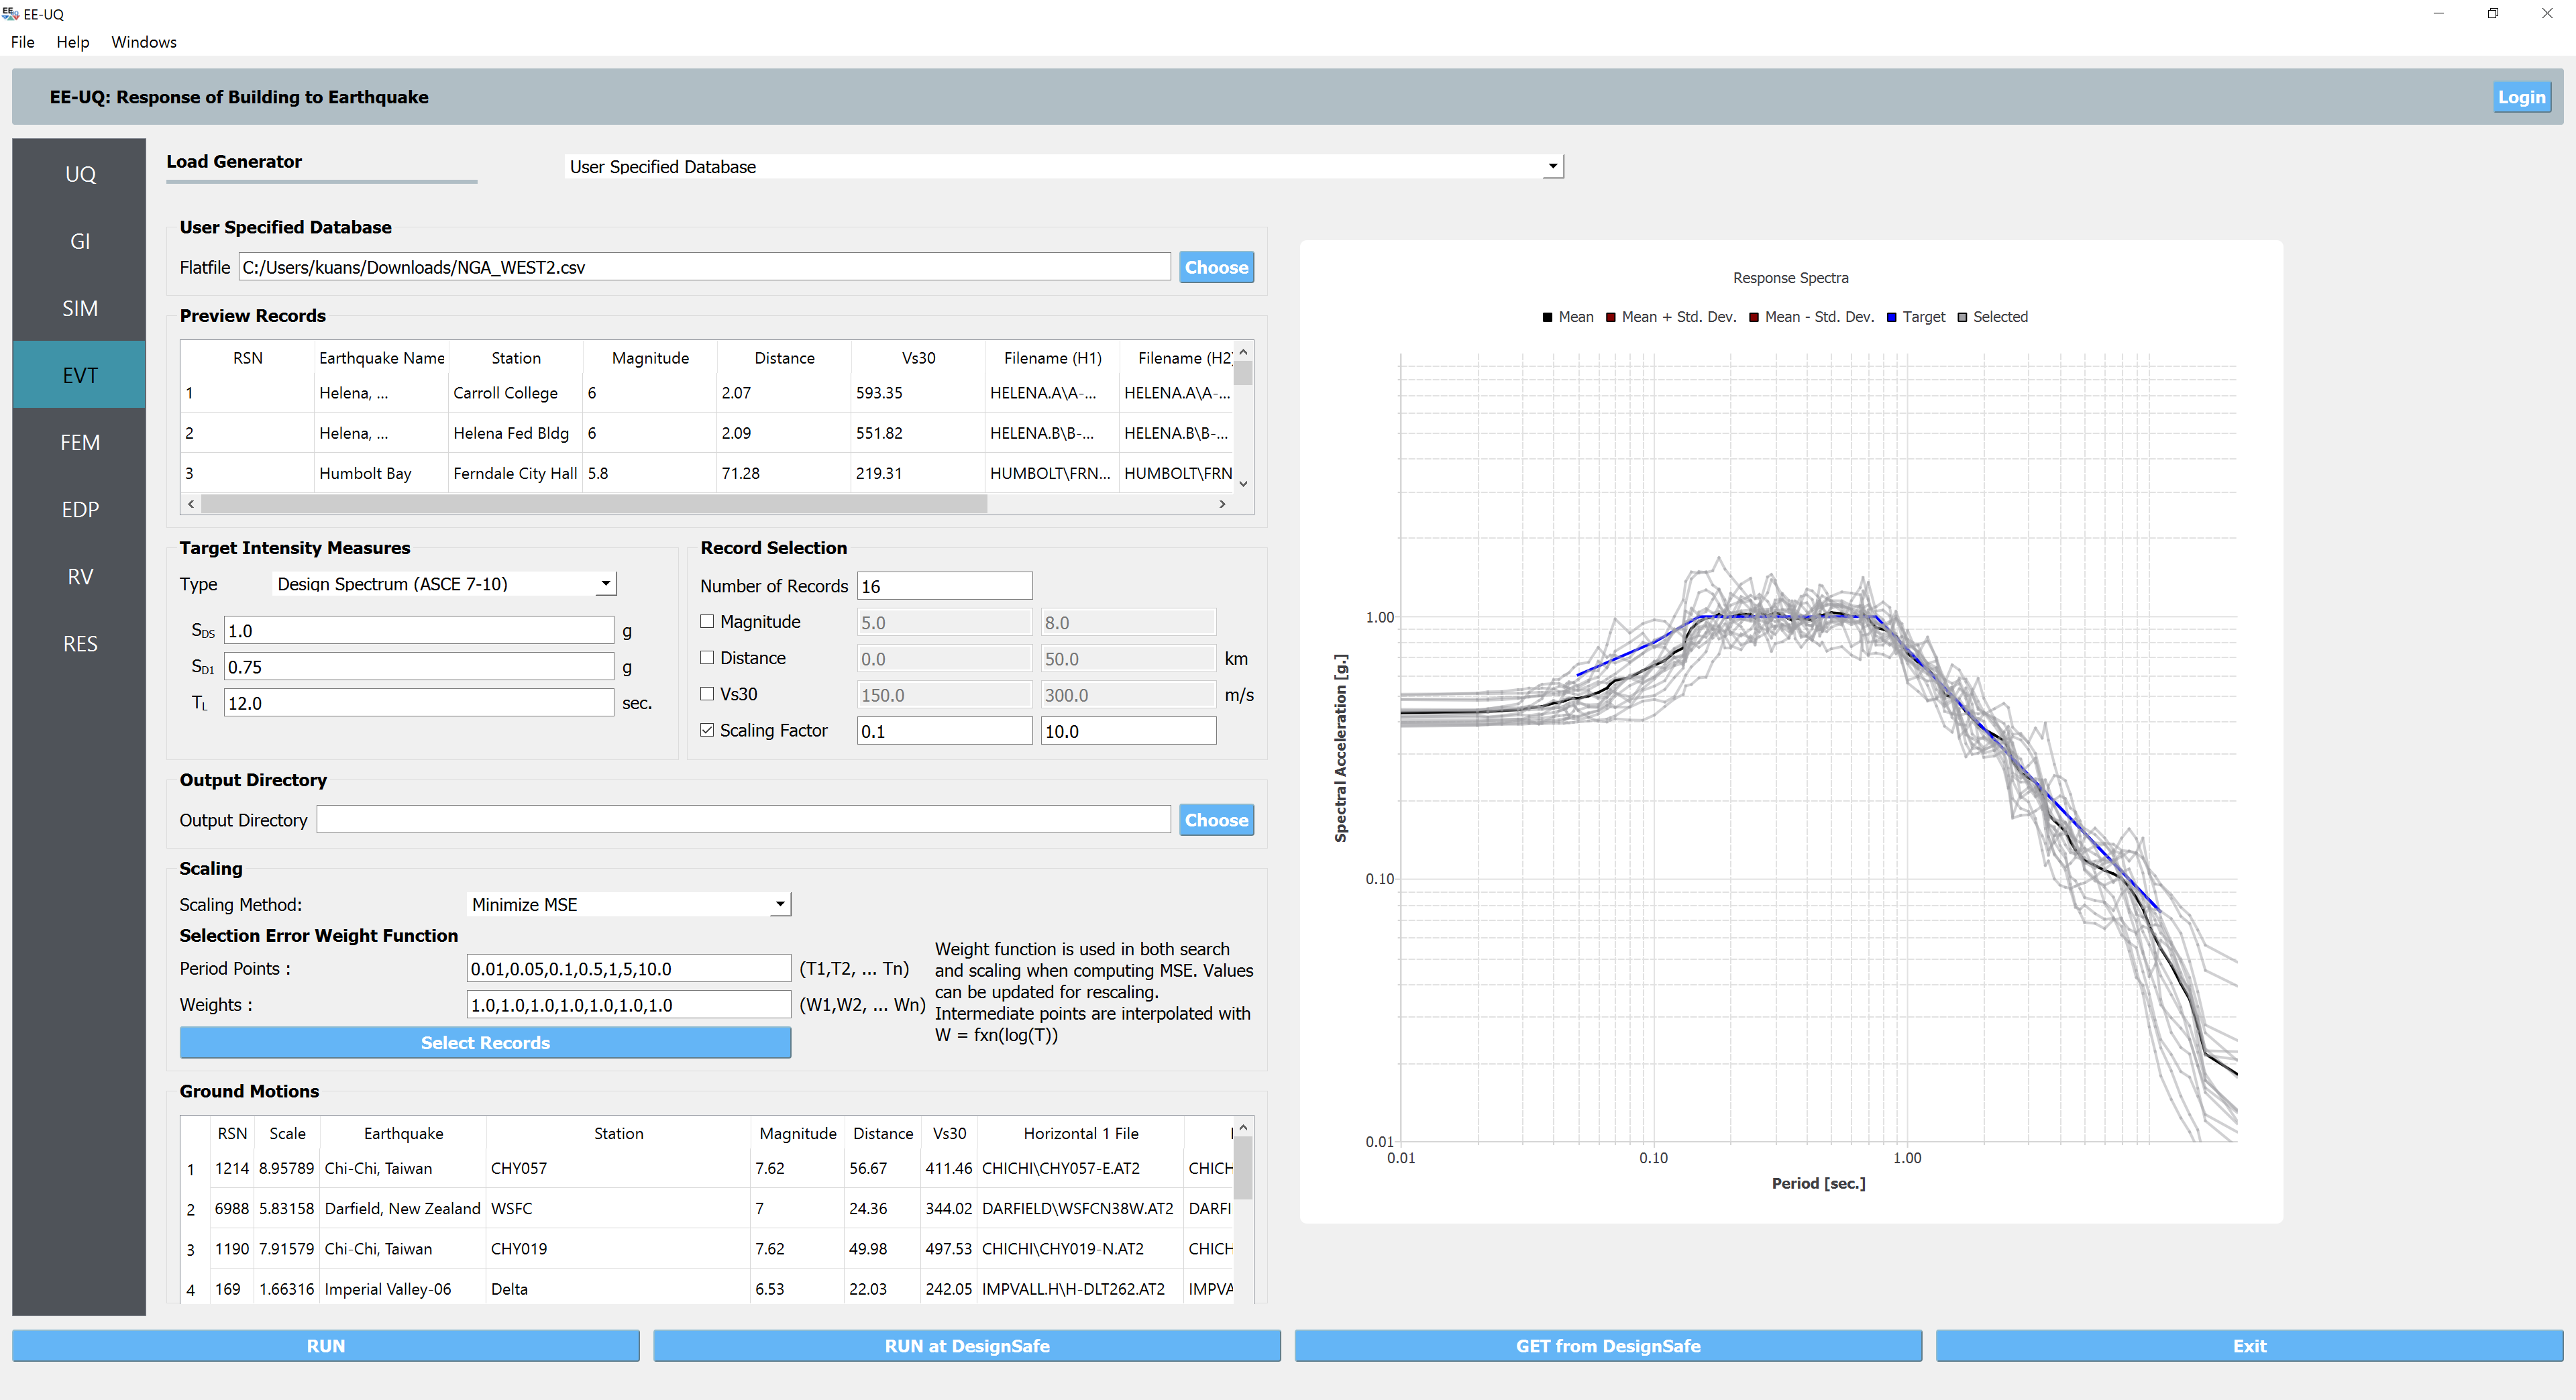 EE-UQ
File Help Windows
EE-UQ: Response of Building to Earthquake
Login
UQ
GI
SIM
EVT
FEM
EDP
RV
RES
Load Generator
User Specified Database
User Specified Database
Flatfile C:/Users/kuans/Downloads/NGA_WEST2.csv Choose
Preview Records
RSN Earthquake Name Station Magnitude Distance Vs30 Filename (H1) Filename (H2)
1 Helena, ... Carroll College 6 2.07 593.35 HELENA.A\A-... HELENA.A\A-...
2 Helena, ... Helena Fed Bldg 6 2.09 551.82 HELENA.B\B-... HELENA.B\B-...
3 Humbolt Bay Ferndale City Hall 5.8 71.28 219.31 HUMBOLT\FRN... HUMBOLT\FRN
Target Intensity Measures
Type Design Spectrum (ASCE 7-10)
SDS 1.0 g
SD1 0.75 g
TL 12.0 sec.
Record Selection
Number of Records 16
Magnitude 5.0 8.0
Distance 0.0 50.0 km
Vs30 150.0 300.0 m/s
Scaling Factor 0.1 10.0
Output Directory
Output Directory Choose
Scaling
Scaling Method: Minimize MSE
Selection Error Weight Function
Period Points : 0.01,0.05,0.1,0.5,1,5,10.0 (T1,T2, ... Tn)
Weights : 1.0,1.0,1.0,1.0,1.0,1.0,1.0 (W1,W2, ... Wn)
Weight function is used in both search
and scaling when computing MSE. Values
can be updated for rescaling.
Intermediate points are interpolated with
W = fxn(log(T))
Select Records
Ground Motions
RSN Scale Earthquake Station Magnitude Distance Vs30 Horizontal 1 File
1 1214 8.95789 Chi-Chi, Taiwan CHY057 7.62 56.67 411.46 CHICHI\CHY057-E.AT2 CHICH
2 6988 5.83158 Darfield, New Zealand WSFC 7 24.36 344.02 DARFIELD\WSFCN38W.AT2 DARFI
3 1190 7.91579 Chi-Chi, Taiwan CHY019 7.62 49.98 497.53 CHICHI\CHY019-N.AT2 CHICH
4 169 1.66316 Imperial Valley-06 Delta 6.53 22.03 242.05 IMPVALL.H\H-DLT262.AT2 IMPVA
Response Spectra
Mean Mean + Std. Dev. Mean - Std. Dev. Target Selected
Spectral Acceleration [g.]
1.00
0.10
0.01
0.01 0.10 1.00
Period [sec.]
RUN RUN at DesignSafe GET from DesignSafe Exit